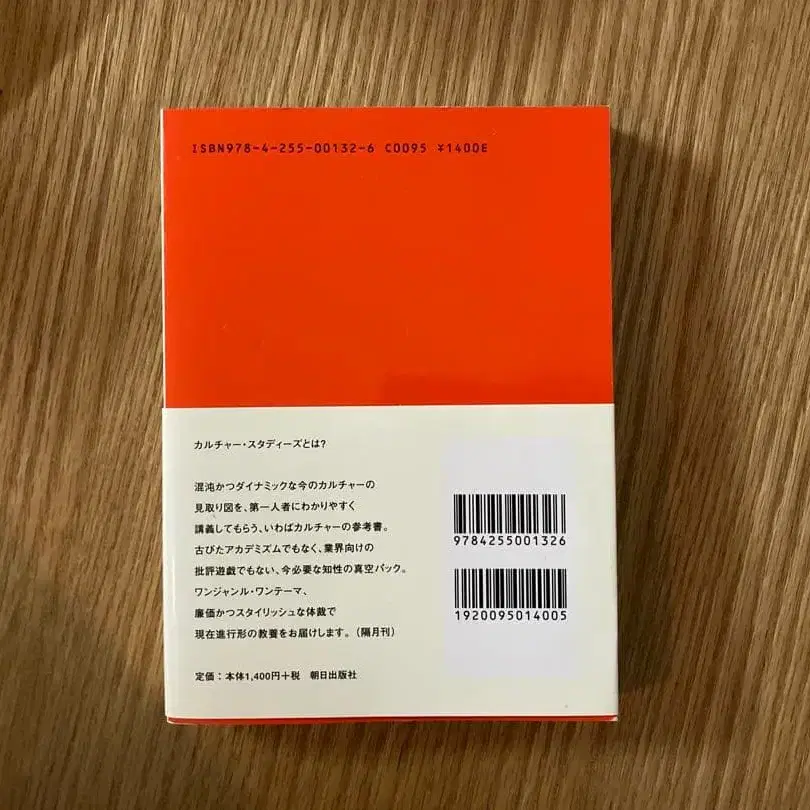 ISBN978-4-255-00132-6 C0095 ¥1400E
カルチャー・スタディーズとは?
混沌かつダイナミックな今のカルチャーの
見取り図を、第一人者にわかりやすく
講義してもらう、いわばカルチャーの参考書。
古びたアカデミズムでもなく、業界向けの
批評遊戯でもない、今必要な知性の真空パック。
ワンジャンル・ワンテーマ、
廉価かつスタイリッシュな体裁で
現在進行形の教養をお届けします。(隔月刊)
定価:本体1,400円+税 朝日出版社
9784255001326
1920095014005